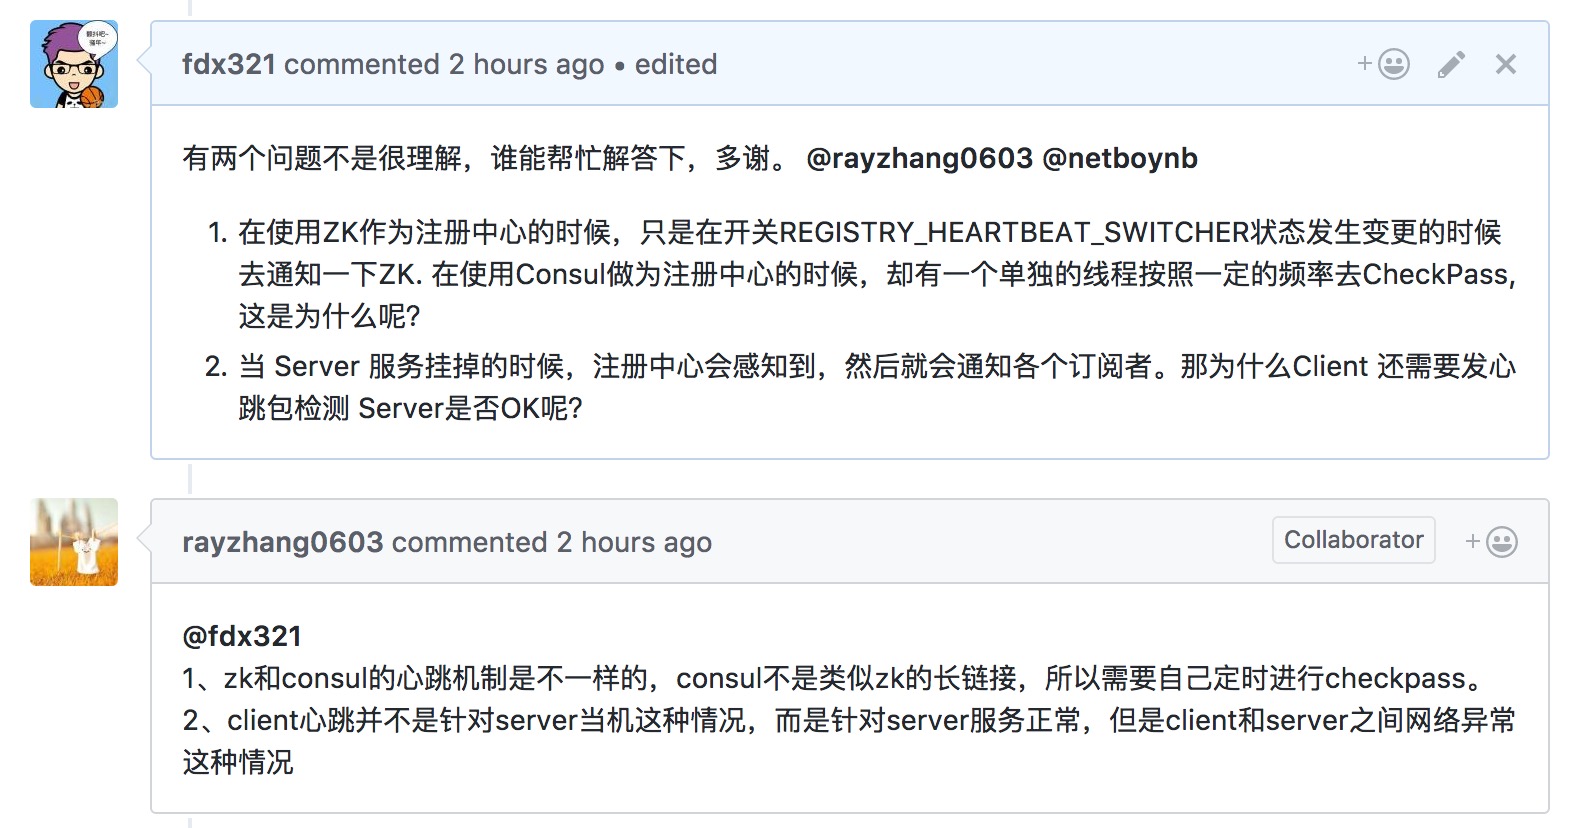 颤抖吧~
骚年~
fdx321 commented 2 hours ago • edited
有两个问题不是很理解，谁能帮忙解答下，多谢。 @rayzhang0603 @netboynb
1. 在使用ZK作为注册中心的时候，只是在开关REGISTRY_HEARTBEAT_SWITCHER状态发生变更的时候
去通知一下ZK. 在使用Consul做为注册中心的时候，却有一个单独的线程按照一定的频率去CheckPass,
这是为什么呢?
2. 当 Server 服务挂掉的时候，注册中心会感知到，然后就会通知各个订阅者。那为什么Client 还需要发心
跳包检测 Server是否OK呢?
rayzhang0603 commented 2 hours ago Collaborator
@fdx321
1、zk和consul的心跳机制是不一样的，consul不是类似zk的长链接，所以需要自己定时进行checkpass。
2、client心跳并不是针对server当机这种情况，而是针对server服务正常，但是client和server之间网络异常
这种情况